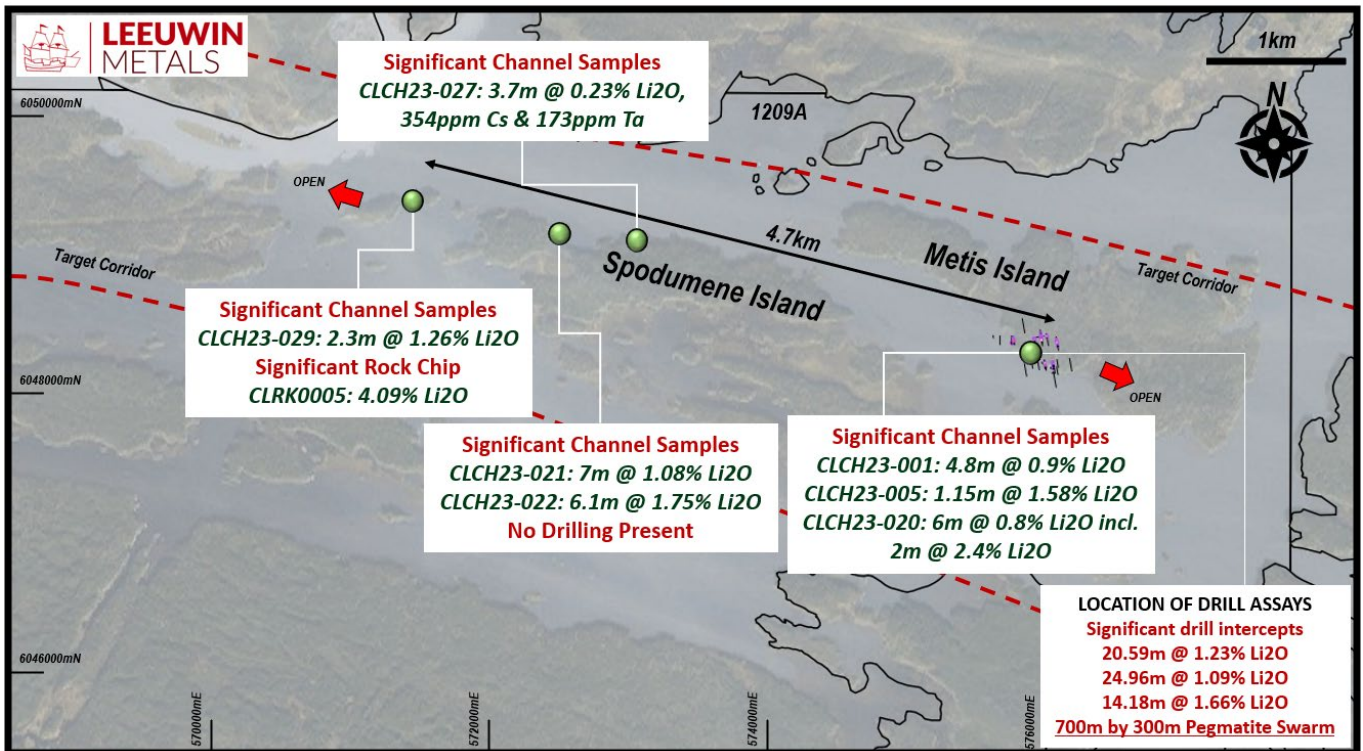 LEEUWIN
METALS
1km
N
Significant Channel Samples
CLCH23-027: 3.7m @ 0.23% Li2O,
354ppm Cs & 173ppm Ta
6050000mN
1209A
OPEN
4.7km
Metis Island
Spodumene Island
Target Corridor
Target Corridor
Significant Channel Samples
CLCH23-029: 2.3m @ 1.26% Li2O
Significant Rock Chip
CLRK0005: 4.09% Li2O
6048000mN
OPEN
Significant Channel Samples
CLCH23-021: 7m @ 1.08% Li2O
CLCH23-022: 6.1m @ 1.75% Li2O
No Drilling Present
Significant Channel Samples
CLCH23-001: 4.8m @ 0.9% Li2O
CLCH23-005: 1.15m @ 1.58% Li2O
CLCH23-020: 6m @ 0.8% Li2O incl.
2m @ 2.4% Li2O
LOCATION OF DRILL ASSAYS
Significant drill intercepts
20.59m @ 1.23% Li2O
24.96m @ 1.09% Li2O
14.18m @ 1.66% Li2O
700m by 300m Pegmatite Swarm
6046000mN
570000mE
572000mE
574000mE
576000mE